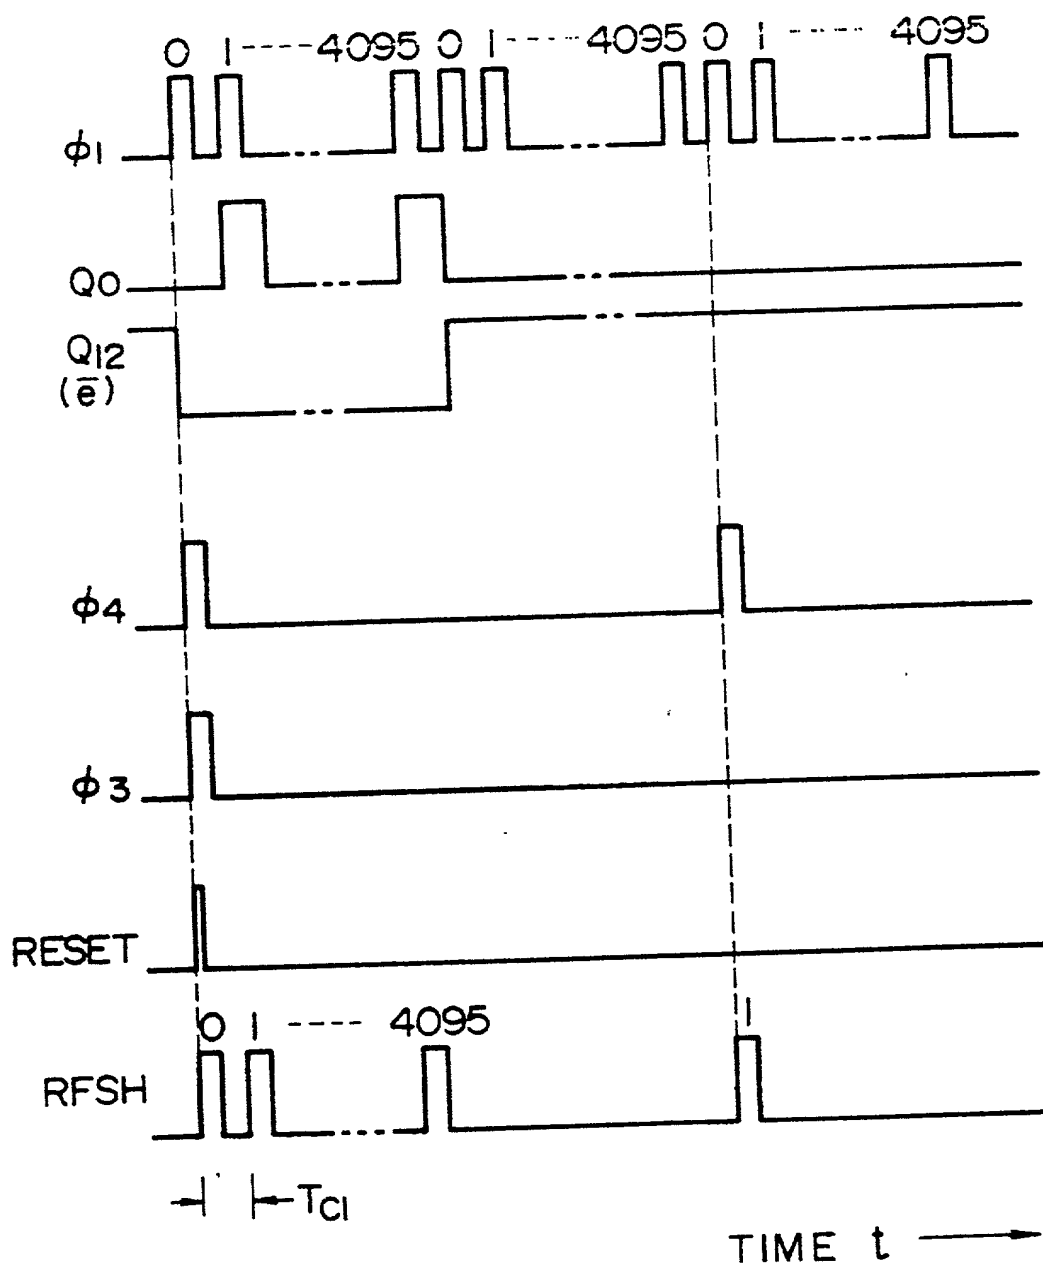 0 1 ---- 4095 0 1 ---- 4095 0 1 ---- 4095
ϕ1
Q0
Q12
(e̅)
ϕ4
ϕ3
RESET
0 1 ---- 4095 1
RFSH
TC1
TIME t